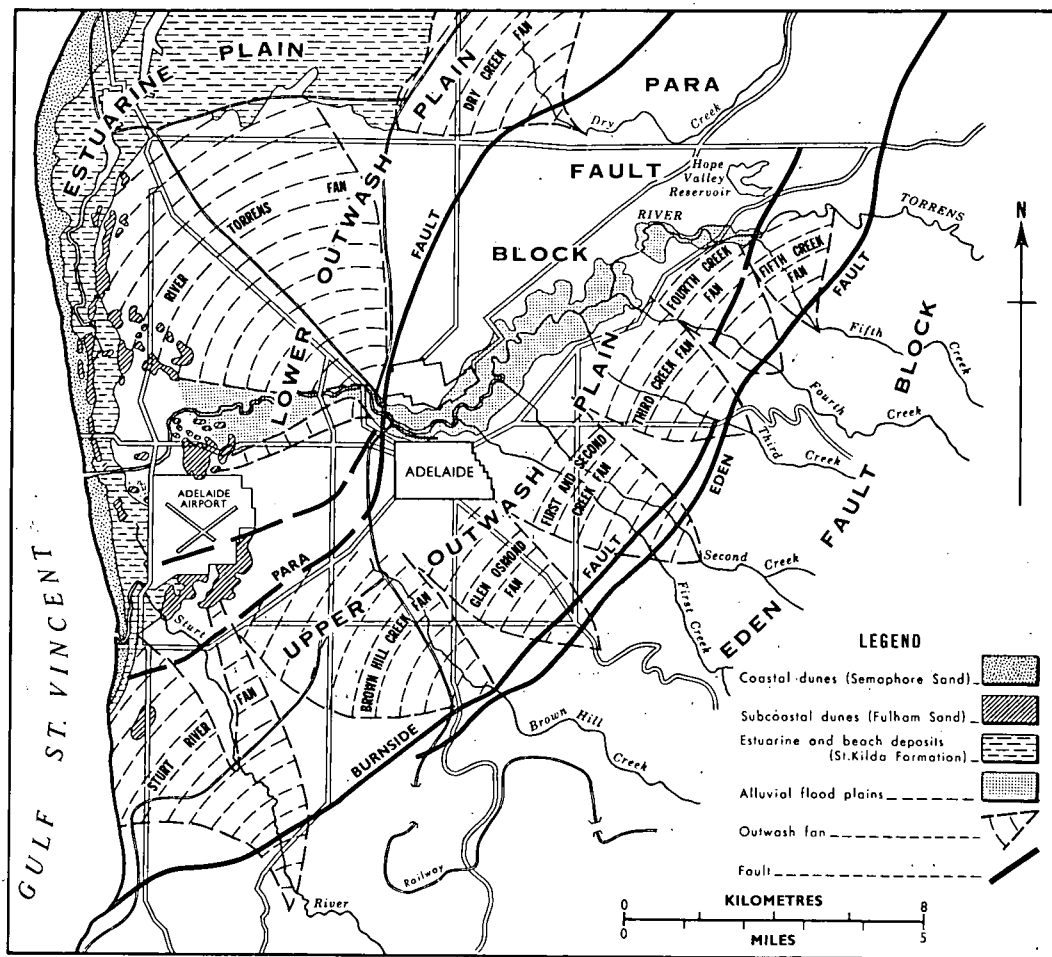 ESTUARINE PLAIN
LOWER OUTWASH PLAIN
DRY CREEK FAN
PARA
FAULT
BLOCK
Dry Creek
Hope
Valley
Reservoir
RIVER TORRENS
RIVER TORRENS FAN
FAULT
FOURTH CREEK
FAN
FIFTH CREEK
FAN
FAULT
Fifth Creek
N
THIRD CREEK FAN
Fourth Creek
Third Creek
EDEN
ADELAIDE
ADELAIDE
AIRPORT
FIRST AND SECOND
CREEK FAN
EDEN FAULT BLOCK
UPPER OUTWASH PLAIN
PARA
GLEN OSMOND
FAN
FAULT
Second Creek
First Creek
Sturt
BROWN HILL CREEK FAN
STURT RIVER FAN
BURNSIDE
Brown Hill
Creek
Railway
River
GULF ST. VINCENT
LEGEND
Coastal dunes (Semaphore Sand)
Subcoastal dunes (Fulham Sand)
Estuarine and beach deposits
(St.Kilda Formation)
Alluvial flood plains
Outwash fan
Fault
KILOMETRES
0 8
0 5
MILES